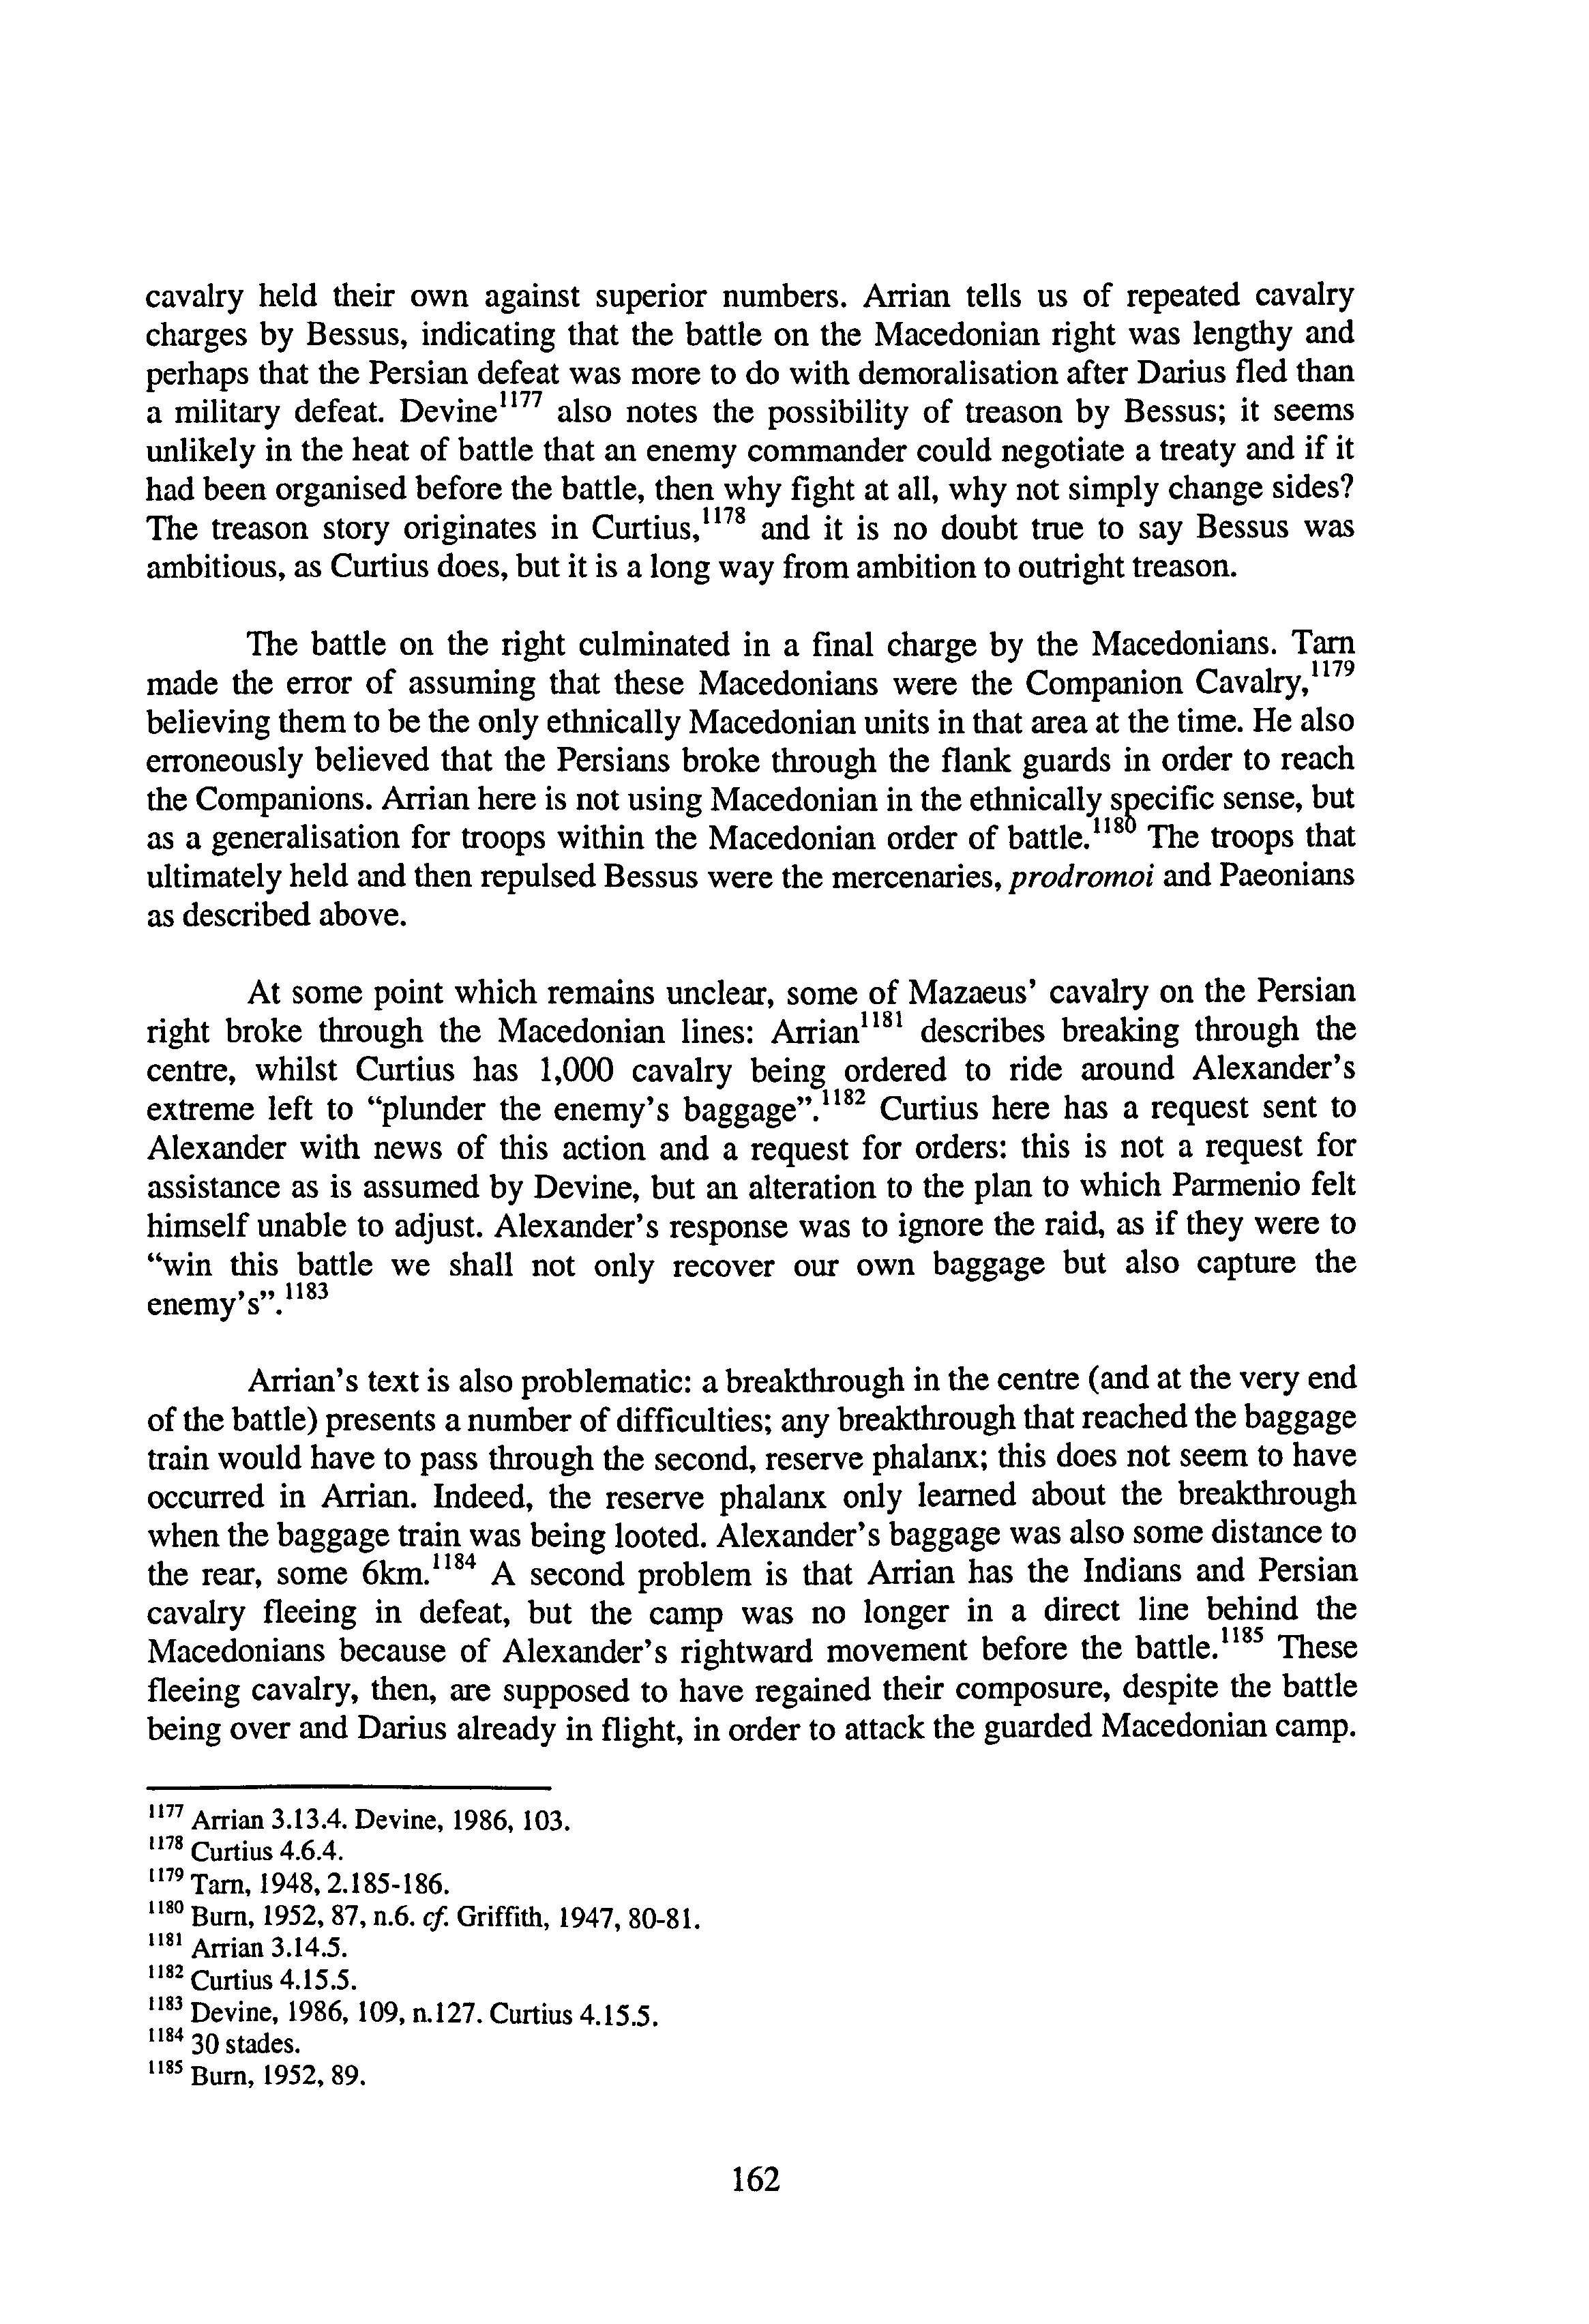 cavalry held their own against superior numbers. Arrian tells us of repeated cavalry
charges by Bessus, indicating that the battle on the Macedonian right was lengthy and
perhaps that the Persian defeat was more to do with demoralisation after Darius fled than
a military defeat. Devine¹¹⁷⁷ also notes the possibility of treason by Bessus; it seems
unlikely in the heat of battle that an enemy commander could negotiate a treaty and if it
had been organised before the battle, then why fight at all, why not simply change sides?
The treason story originates in Curtius,¹¹⁷⁸ and it is no doubt true to say Bessus was
ambitious, as Curtius does, but it is a long way from ambition to outright treason.
The battle on the right culminated in a final charge by the Macedonians. Tarn
made the error of assuming that these Macedonians were the Companion Cavalry,¹¹⁷⁹
believing them to be the only ethnically Macedonian units in that area at the time. He also
erroneously believed that the Persians broke through the flank guards in order to reach
the Companions. Arrian here is not using Macedonian in the ethnically specific sense, but
as a generalisation for troops within the Macedonian order of battle.¹¹⁸⁰ The troops that
ultimately held and then repulsed Bessus were the mercenaries, prodromoi and Paeonians
as described above.
At some point which remains unclear, some of Mazaeus' cavalry on the Persian
right broke through the Macedonian lines: Arrian¹¹⁸¹ describes breaking through the
centre, whilst Curtius has 1,000 cavalry being ordered to ride around Alexander's
extreme left to “plunder the enemy's baggage”.¹¹⁸² Curtius here has a request sent to
Alexander with news of this action and a request for orders: this is not a request for
assistance as is assumed by Devine, but an alteration to the plan to which Parmenio felt
himself unable to adjust. Alexander's response was to ignore the raid, as if they were to
“win this battle we shall not only recover our own baggage but also capture the
enemy's”.¹¹⁸³
Arrian's text is also problematic: a breakthrough in the centre (and at the very end
of the battle) presents a number of difficulties; any breakthrough that reached the baggage
train would have to pass through the second, reserve phalanx; this does not seem to have
occurred in Arrian. Indeed, the reserve phalanx only learned about the breakthrough
when the baggage train was being looted. Alexander's baggage was also some distance to
the rear, some 6km.¹¹⁸⁴ A second problem is that Arrian has the Indians and Persian
cavalry fleeing in defeat, but the camp was no longer in a direct line behind the
Macedonians because of Alexander's rightward movement before the battle.¹¹⁸⁵ These
fleeing cavalry, then, are supposed to have regained their composure, despite the battle
being over and Darius already in flight, in order to attack the guarded Macedonian camp.
¹¹⁷⁷ Arrian 3.13.4. Devine, 1986, 103.
¹¹⁷⁸ Curtius 4.6.4.
¹¹⁷⁹ Tarn, 1948, 2.185-186.
¹¹⁸⁰ Burn, 1952, 87, n.6. cf. Griffith, 1947, 80-81.
¹¹⁸¹ Arrian 3.14.5.
¹¹⁸² Curtius 4.15.5.
¹¹⁸³ Devine, 1986, 109, n.127. Curtius 4.15.5.
¹¹⁸⁴ 30 stades.
¹¹⁸⁵ Burn, 1952, 89.
162